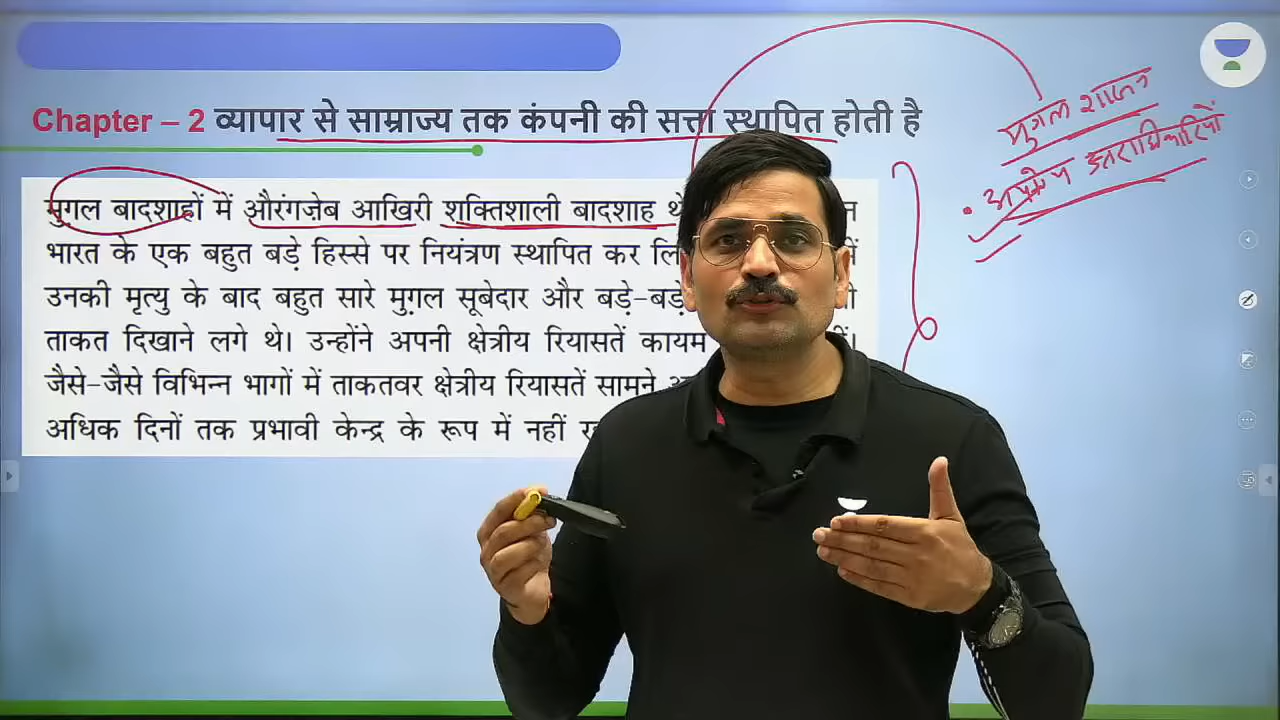 Chapter – 2 व्यापार से साम्राज्य तक कंपनी की सत्ता स्थापित होती है
मुगल शासन
उत्तराधिकारियों
मुग़ल बादशाहों में औरंगज़ेब आखिरी शक्तिशाली बादशाह
भारत के एक बहुत बड़े हिस्से पर नियंत्रण स्थापित कर
उनकी मृत्यु के बाद बहुत सारे मुग़ल सूबेदार और बड़े-बड़े
ताकत दिखाने लगे थे। उन्होंने अपनी क्षेत्रीय रियासतें कायम
जैसे-जैसे विभिन्न भागों में ताकतवर क्षेत्रीय रियासतें सामने
अधिक दिनों तक प्रभावी केन्द्र के रूप में नहीं